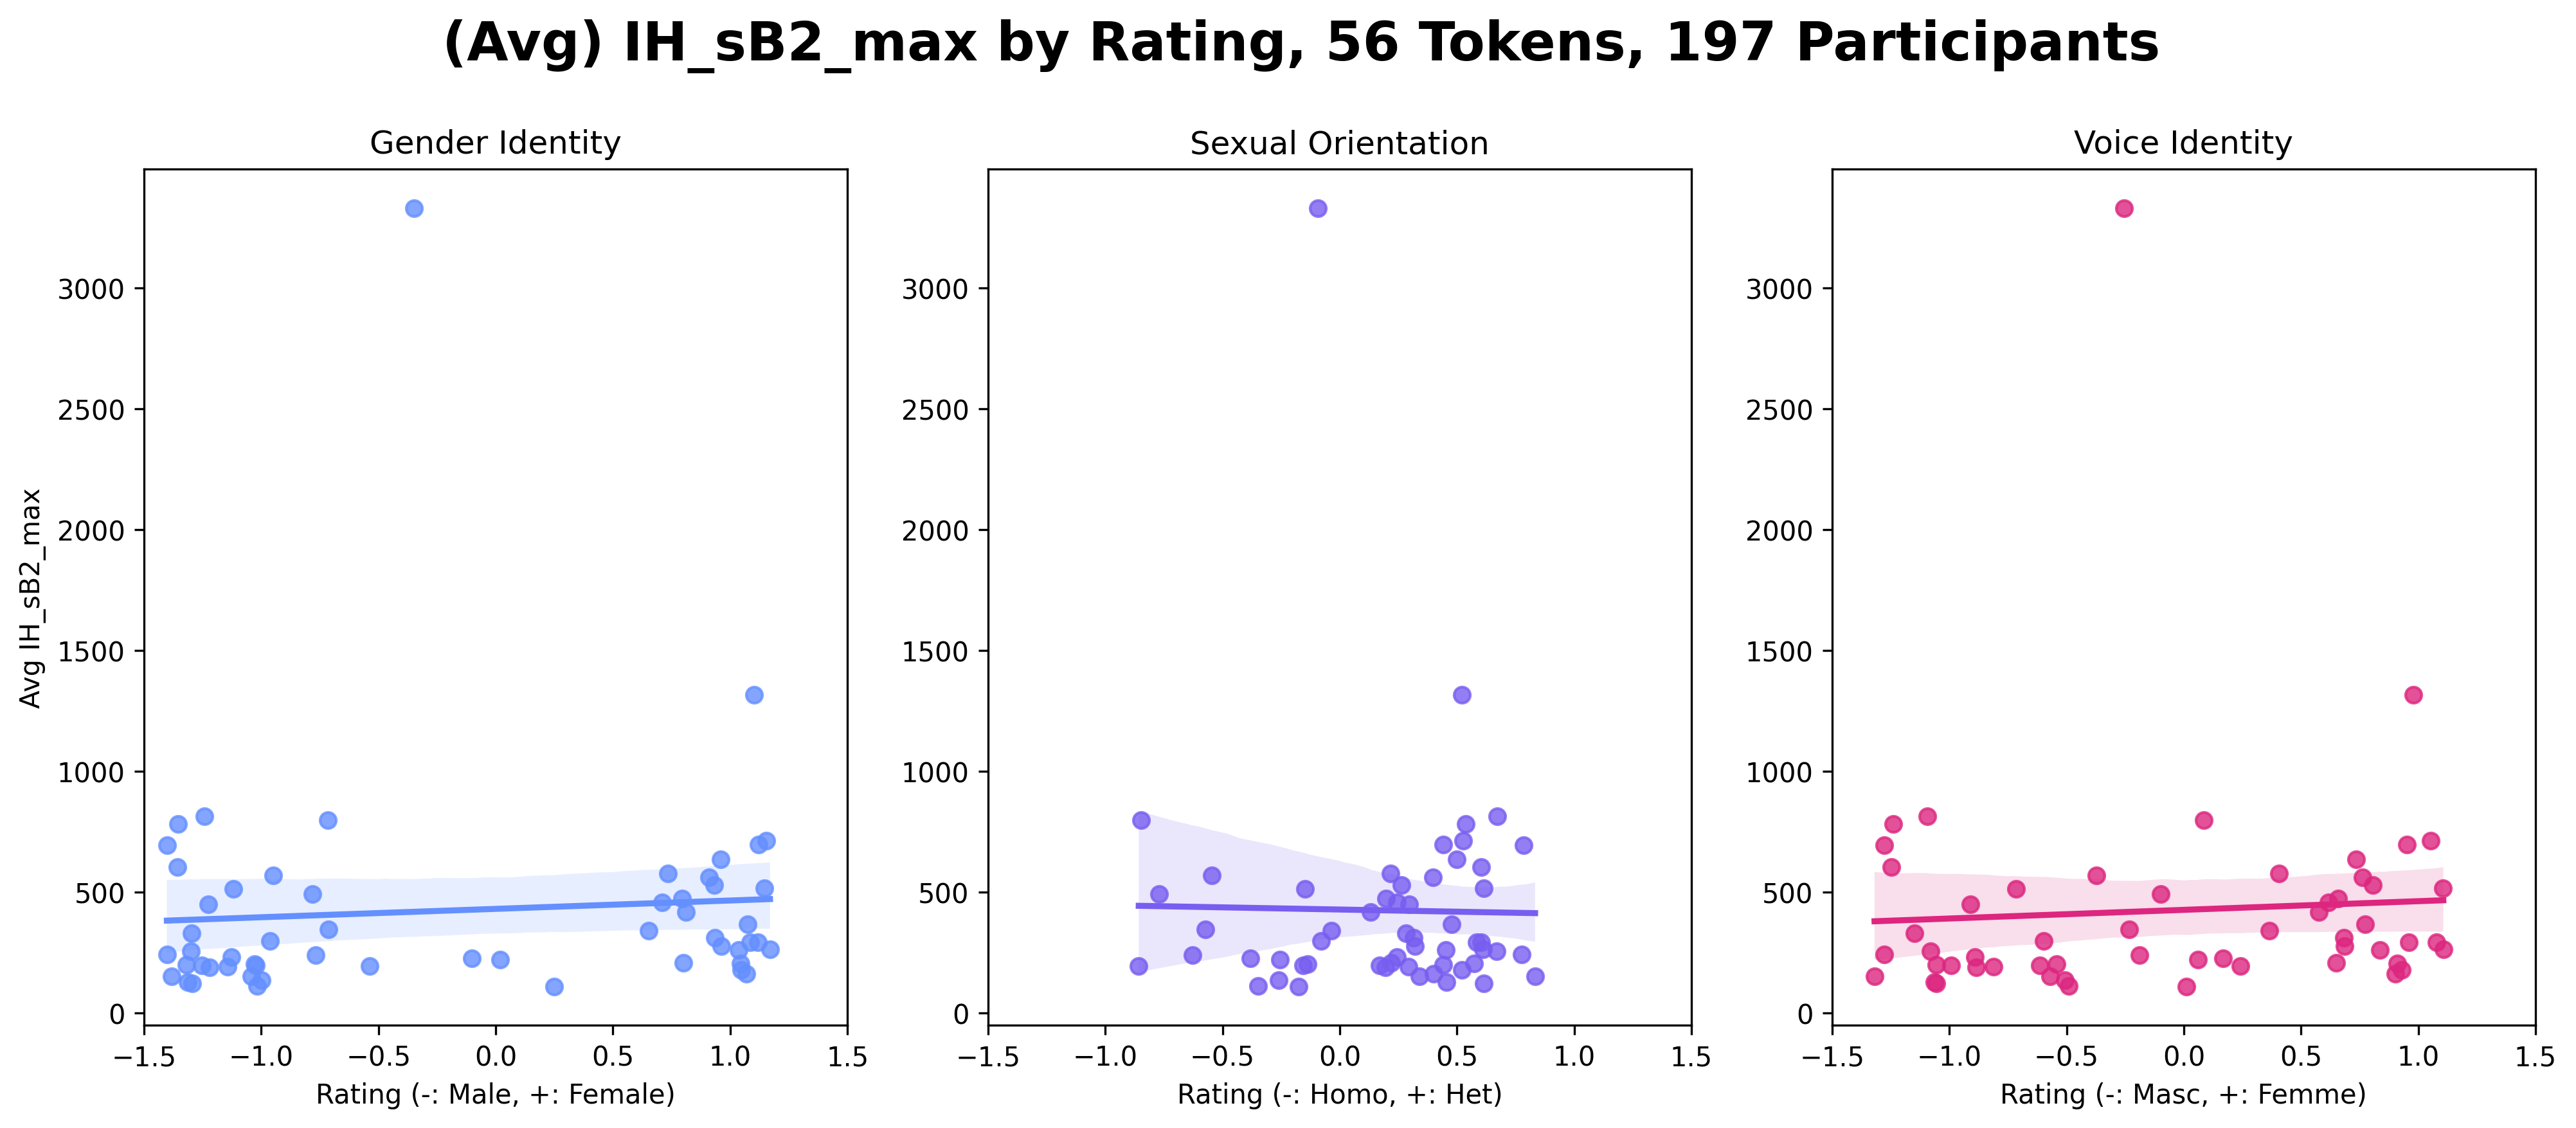 (Avg) IH_sB2_max by Rating, 56 Tokens, 197 Participants
Gender Identity
Sexual Orientation
Voice Identity
Avg IH_sB2_max
3000
2500
2000
1500
1000
500
0
−1.5 −1.0 −0.5 0.0 0.5 1.0 1.5
Rating (-: Male, +: Female)
3000
2500
2000
1500
1000
500
0
−1.5 −1.0 −0.5 0.0 0.5 1.0 1.5
Rating (-: Homo, +: Het)
3000
2500
2000
1500
1000
500
0
−1.5 −1.0 −0.5 0.0 0.5 1.0 1.5
Rating (-: Masc, +: Femme)